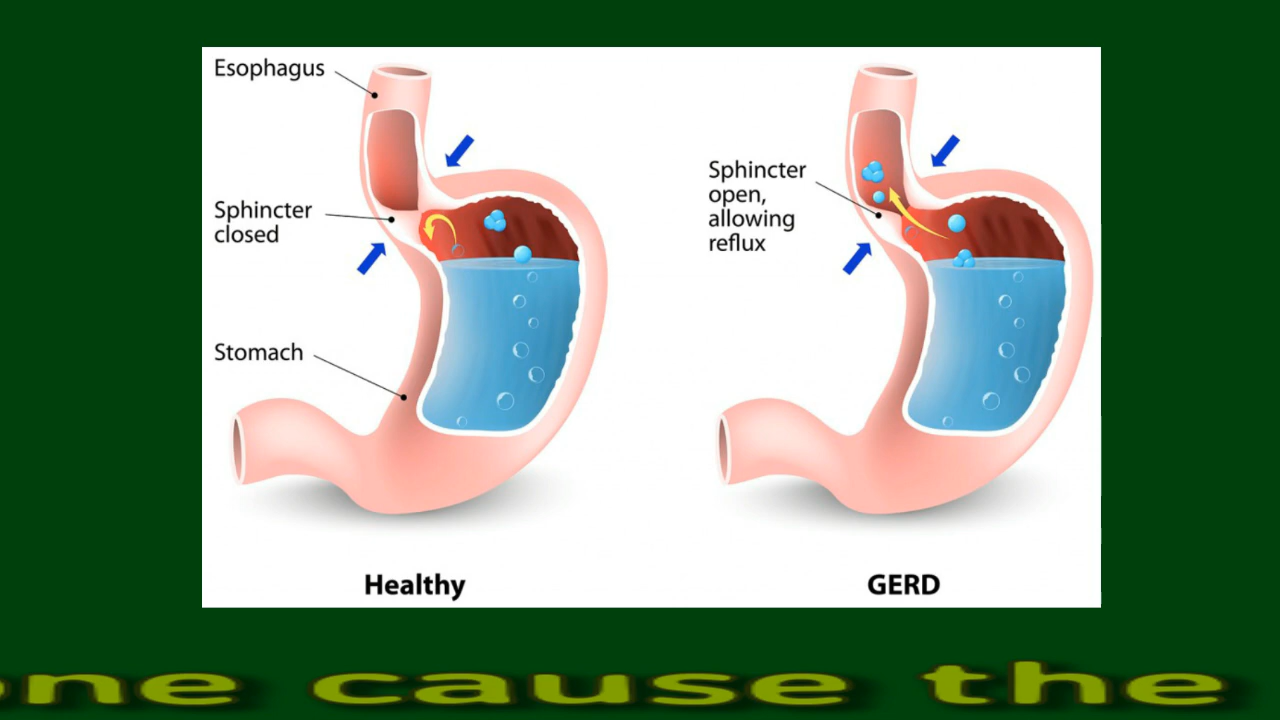 Esophagus
Sphincter
closed
Stomach
Healthy
Sphincter
open,
allowing
reflux
GERD
cause the